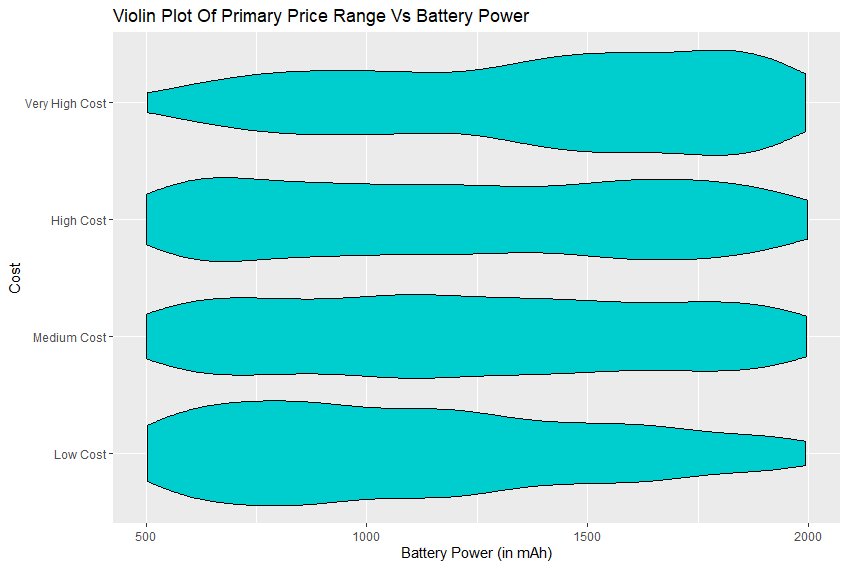 Violin Plot Of Primary Price Range Vs Battery Power
Cost
Very High Cost
High Cost
Medium Cost
Low Cost
500 1000 1500 2000
Battery Power (in mAh)